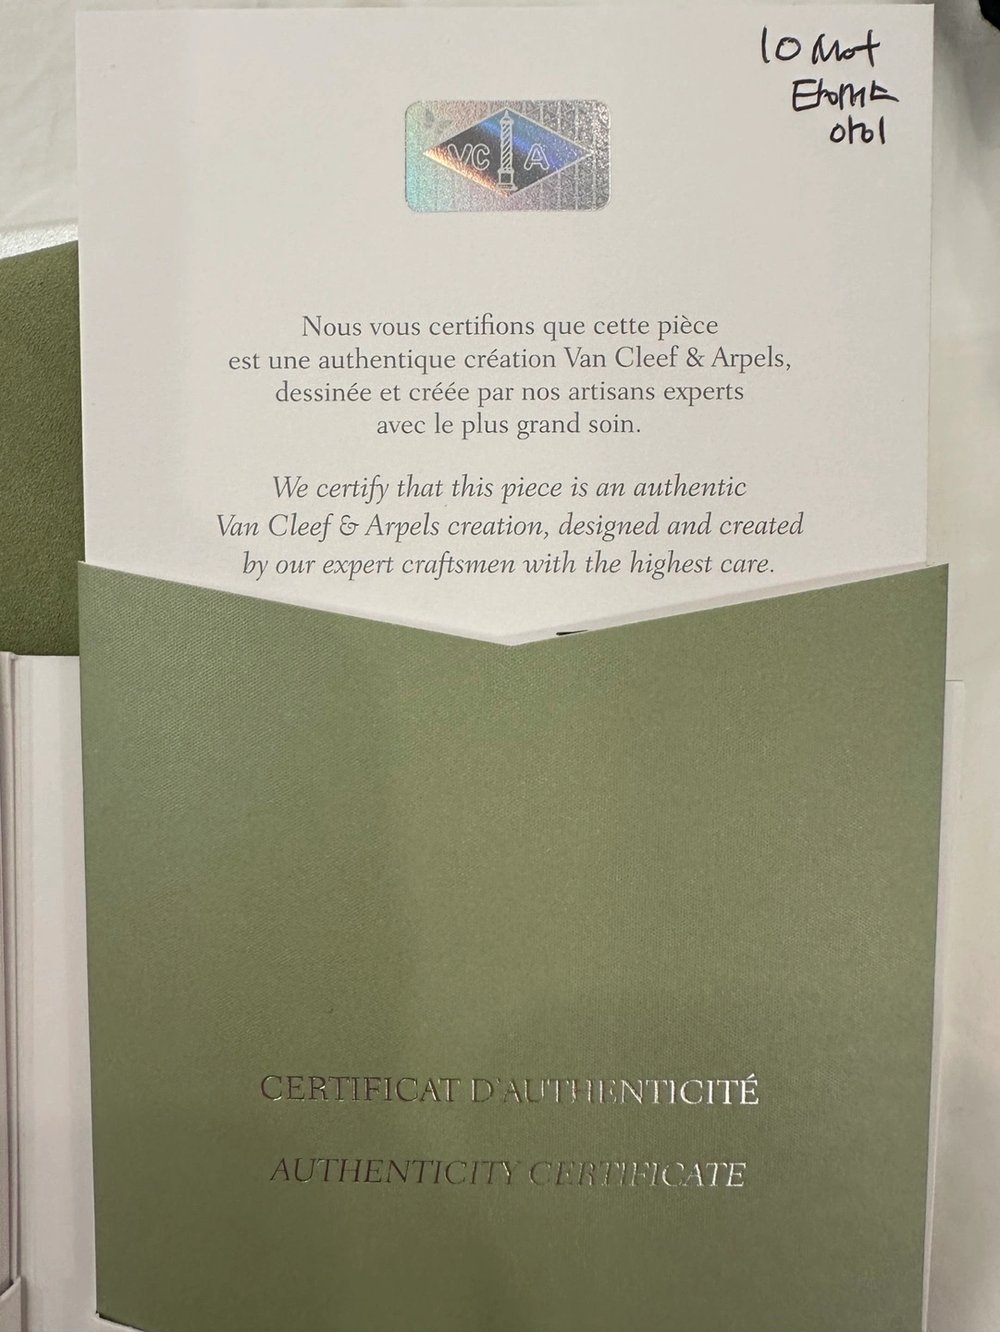 10 Mot
VC A
Nous vous certifions que cette pièce
est une authentique création Van Cleef & Arpels,
dessinée et créée par nos artisans experts
avec le plus grand soin.
We certify that this piece is an authentic
Van Cleef & Arpels creation, designed and created
by our expert craftsmen with the highest care.
CERTIFICAT D'AUTHENTICITÉ
AUTHENTICITY CERTIFICATE